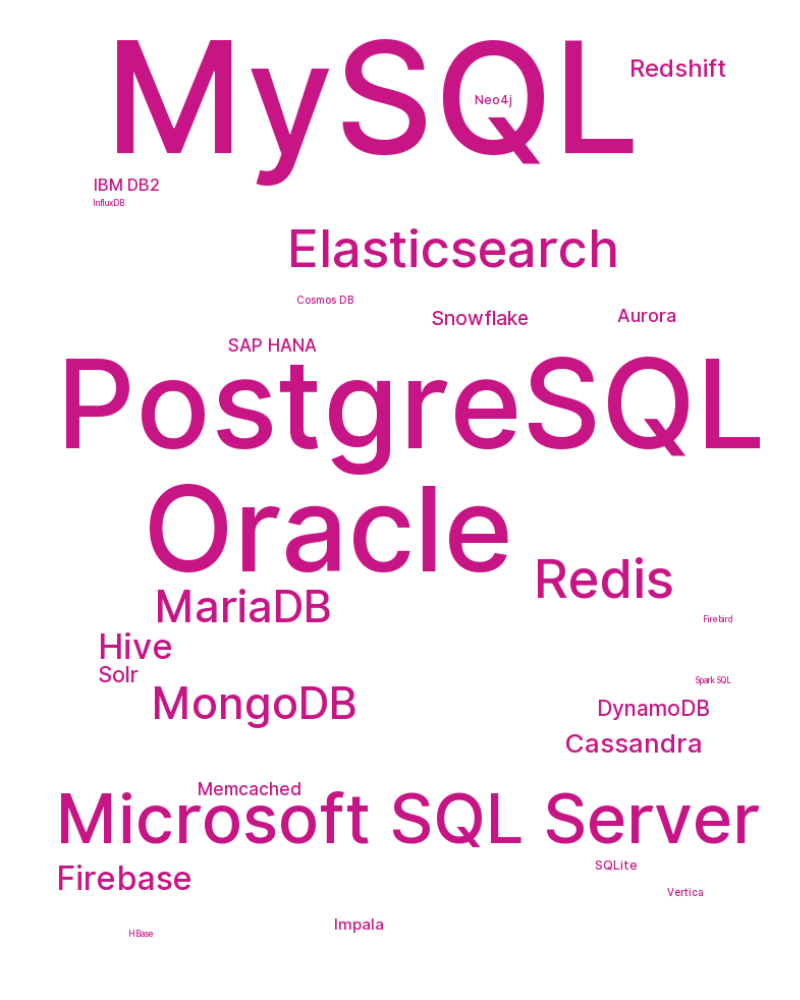 MySQL
Redshift
Neo4j
IBM DB2
InfluxDB
Elasticsearch
Cosmos DB
Snowflake
Aurora
SAP HANA
PostgreSQL
Oracle
Redis
MariaDB
Firebird
Hive
Solr
Spark SQL
MongoDB
DynamoDB
Cassandra
Memcached
Microsoft SQL Server
SQLite
Firebase
Vertica
Impala
HBase